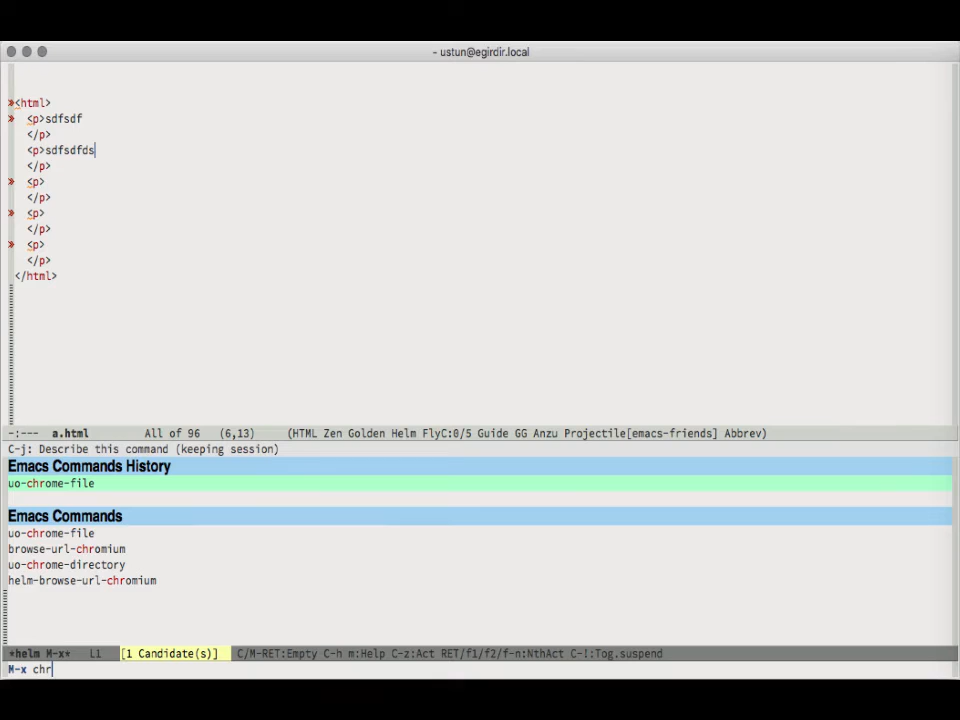 - ustun@egirdir.local
»<html>
» <p>sdfsdf
</p>
<p>sdfsdfds
</p>
» <p>
</p>
» <p>
</p>
» <p>
</p>
</html>
-:--- a.html All of 96 (6,13) (HTML Zen Golden Helm FlyC:0/5 Guide GG Anzu Projectile[emacs-friends] Abbrev)
C-j: Describe this command (keeping session)
Emacs Commands History
uo-chrome-file
Emacs Commands
uo-chrome-file
browse-url-chromium
uo-chrome-directory
helm-browse-url-chromium
*helm M-x* L1 [1 Candidate(s)] C/M-RET:Empty C-h m:Help C-z:Act RET/f1/f2/f-n:NthAct C-!:Tog.suspend
M-x chr